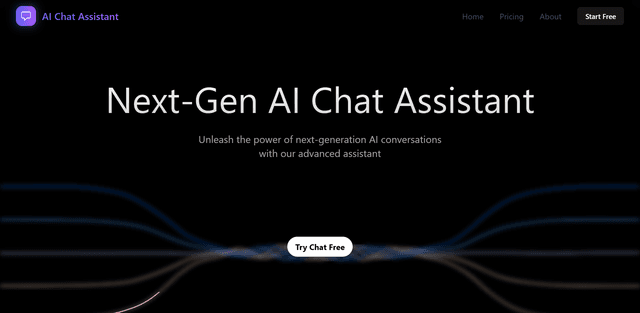 AI Chat Assistant
Home
Pricing
About
Start Free
Next-Gen AI Chat Assistant
Unleash the power of next-generation AI conversations
with our advanced assistant
Try Chat Free